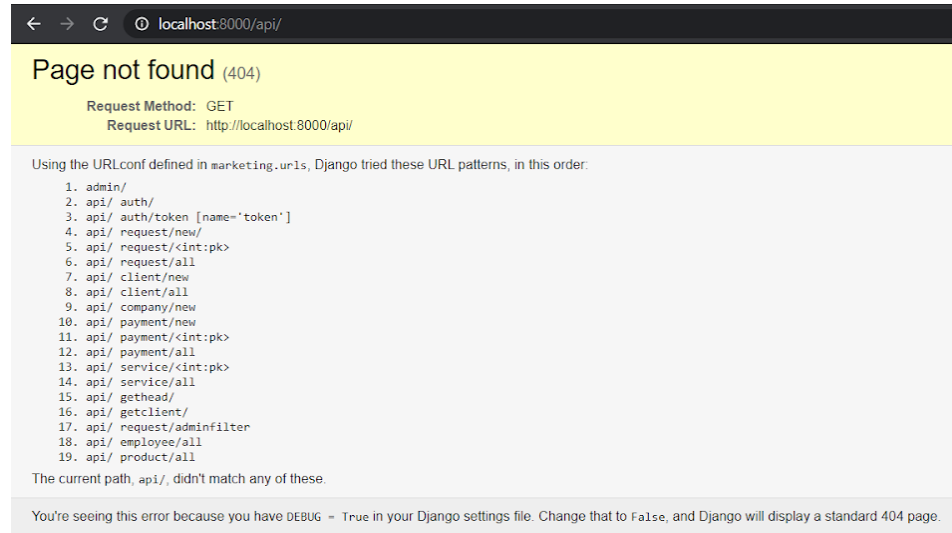 localhost:8000/api/
Page not found (404)
Request Method: GET
Request URL: http://localhost:8000/api/
Using the URLconf defined in marketing.urls, Django tried these URL patterns, in this order:
1. admin/
2. api/ auth/
3. api/ auth/token [name='token']
4. api/ request/new/
5. api/ request/<int:pk>
6. api/ request/all
7. api/ client/new
8. api/ client/all
9. api/ company/new
10. api/ payment/new
11. api/ payment/<int:pk>
12. api/ payment/all
13. api/ service/<int:pk>
14. api/ service/all
15. api/ gethead/
16. api/ getclient/
17. api/ request/adminfilter
18. api/ employee/all
19. api/ product/all
The current path, api/, didn't match any of these.
You're seeing this error because you have DEBUG = True in your Django settings file. Change that to False, and Django will display a standard 404 page.